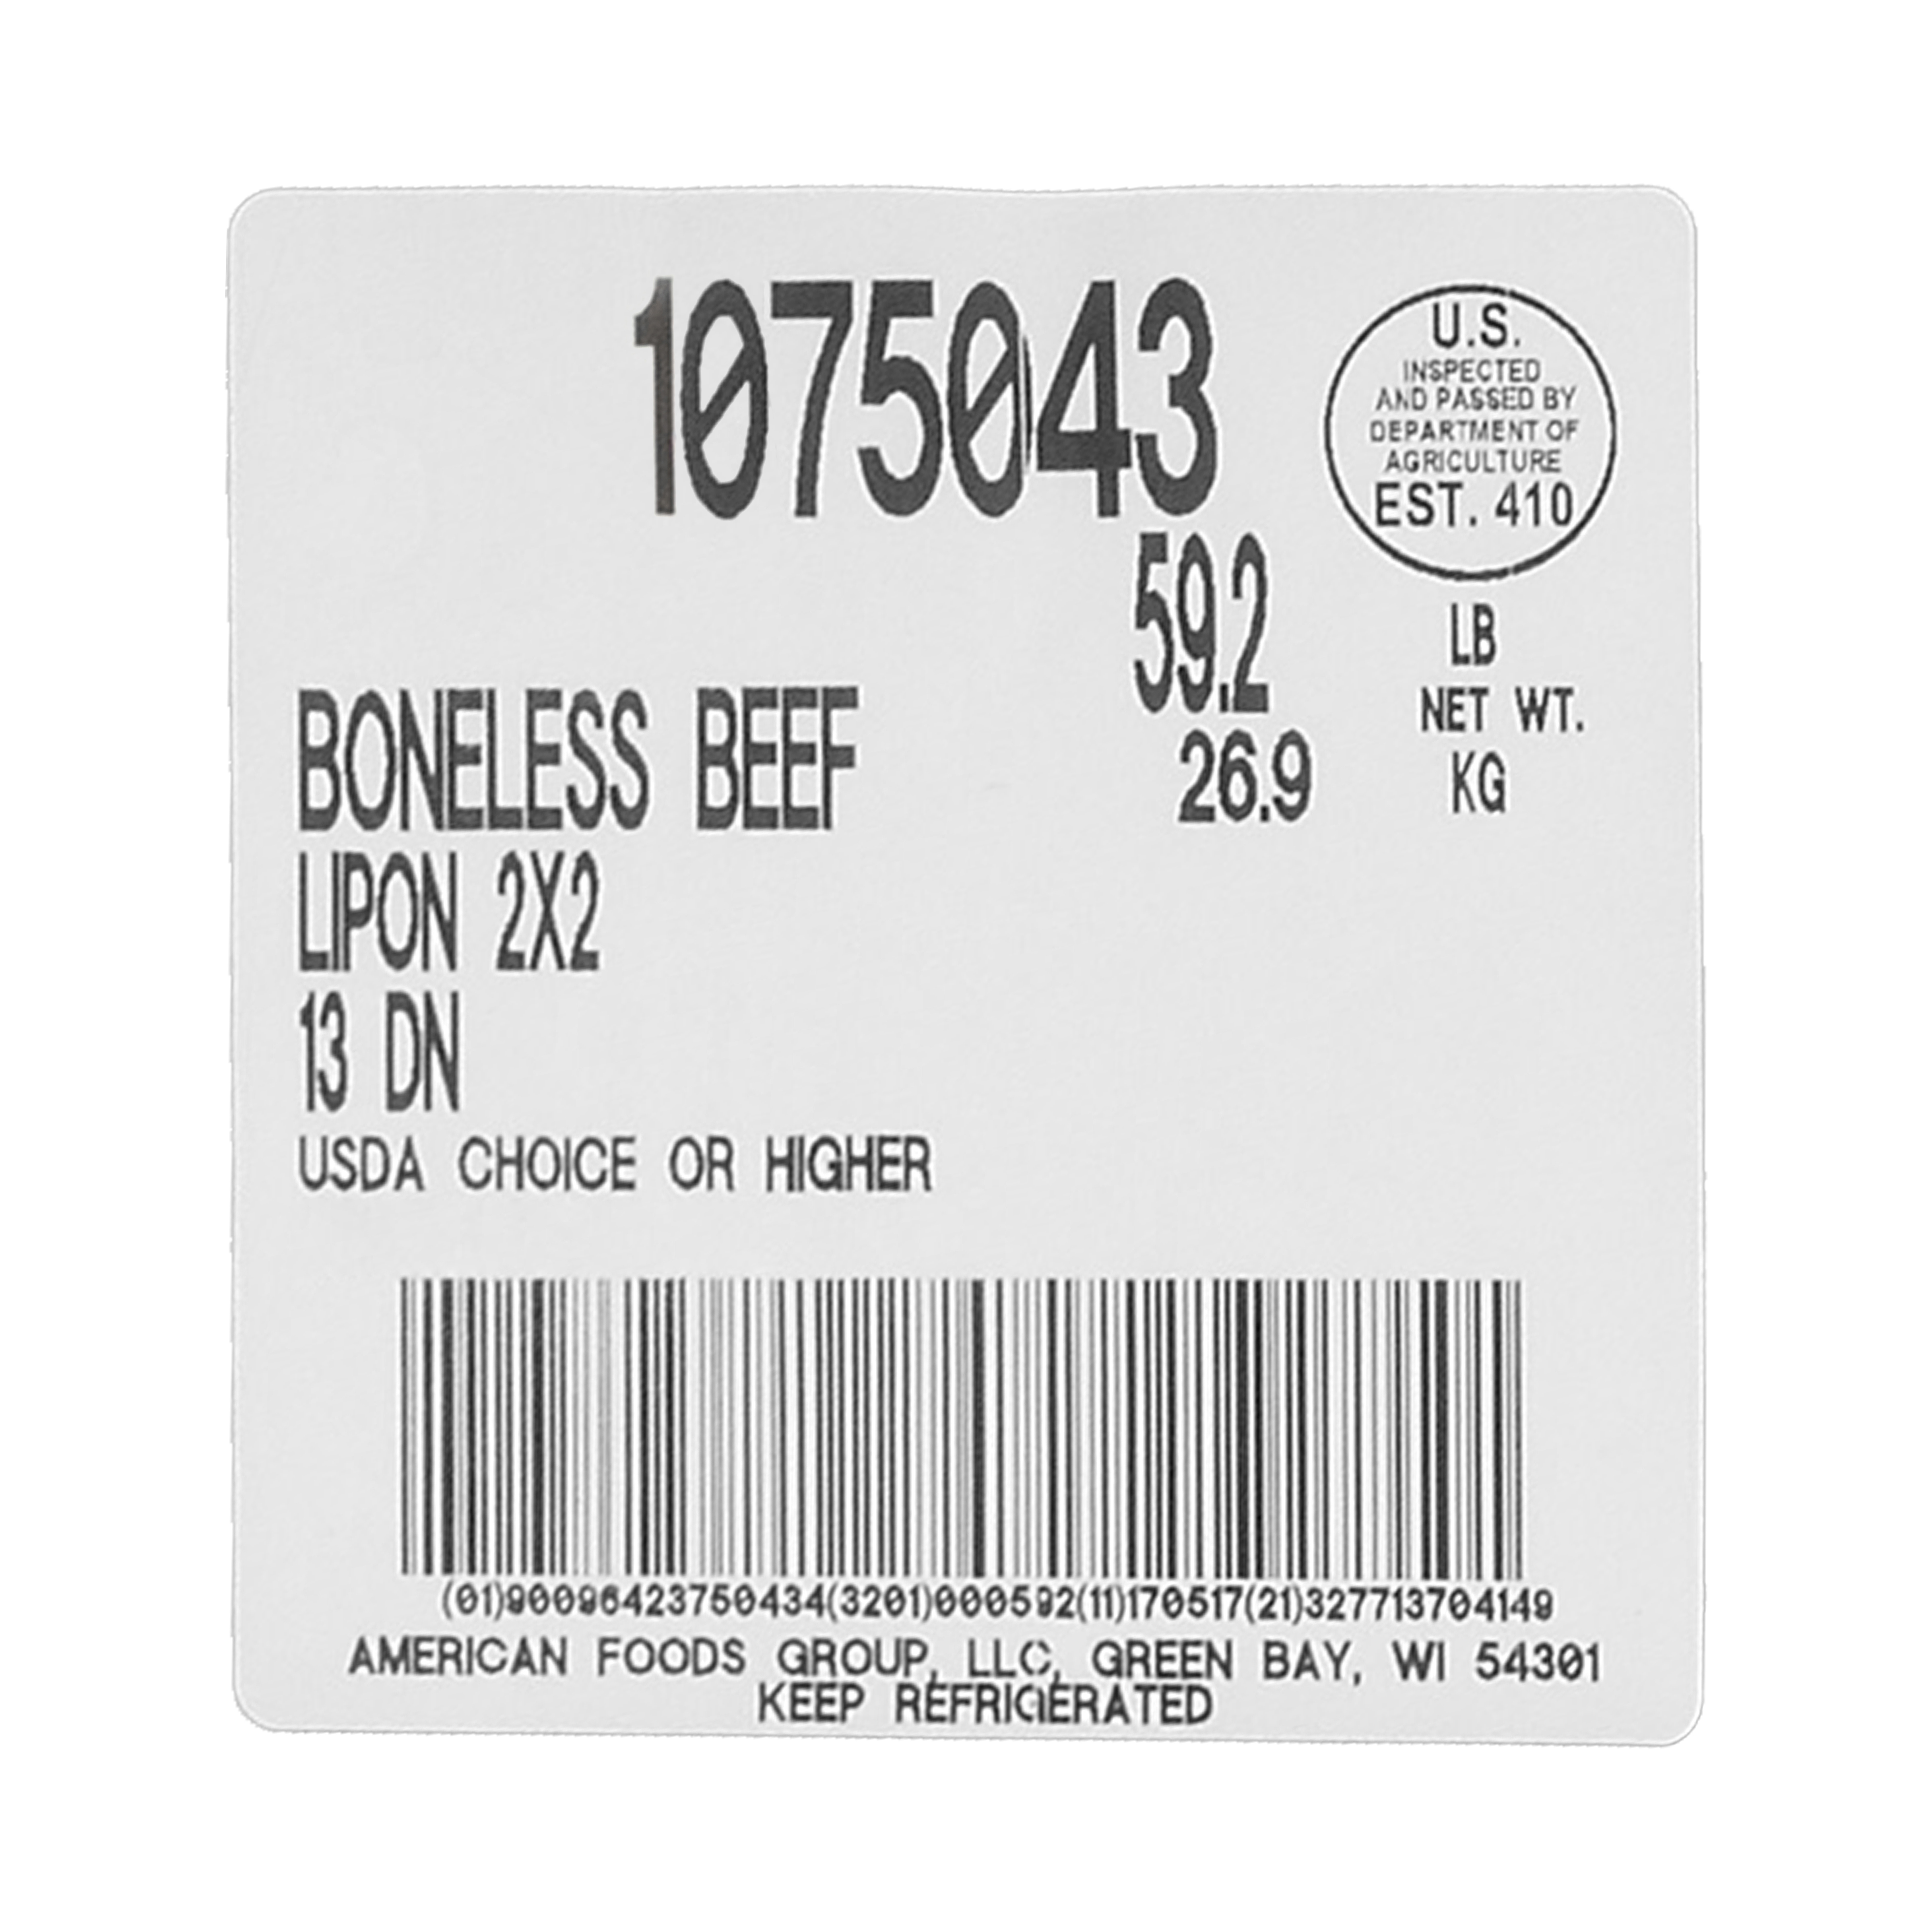 1075043
U.S.
INSPECTED
AND PASSED BY
DEPARTMENT OF
AGRICULTURE
EST. 410
59.2 LB
NET WT.
BONELESS BEEF
26.9 KG
LIPON 2X2
13 DN
USDA CHOICE OR HIGHER
(01)90096423750434(3201)000592(11)170517(21)327713704149
AMERICAN FOODS GROUP, LLC, GREEN BAY, WI 54301
KEEP REFRIGERATED